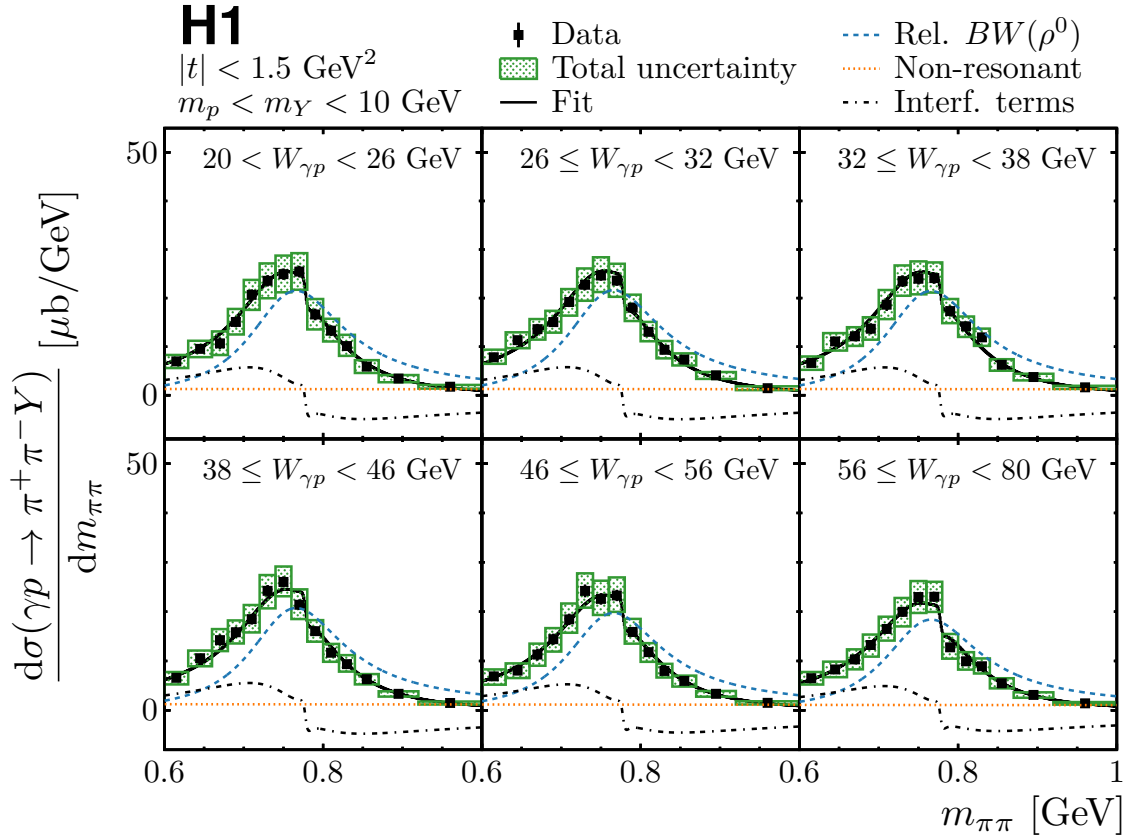 H1
|t| < 1.5 GeV²
m_p < m_Y < 10 GeV
Data
Total uncertainty
Fit
Rel. BW(ρ⁰)
Non-resonant
Interf. terms
dσ(γp → π⁺π⁻Y)
dm_ππ
[μb/GeV]
50
20 < W_γp < 26 GeV
26 ≤ W_γp < 32 GeV
32 ≤ W_γp < 38 GeV
0
50
38 ≤ W_γp < 46 GeV
46 ≤ W_γp < 56 GeV
56 ≤ W_γp < 80 GeV
0
0.6 0.8 0.6 0.8 0.6 0.8 1
m_ππ [GeV]